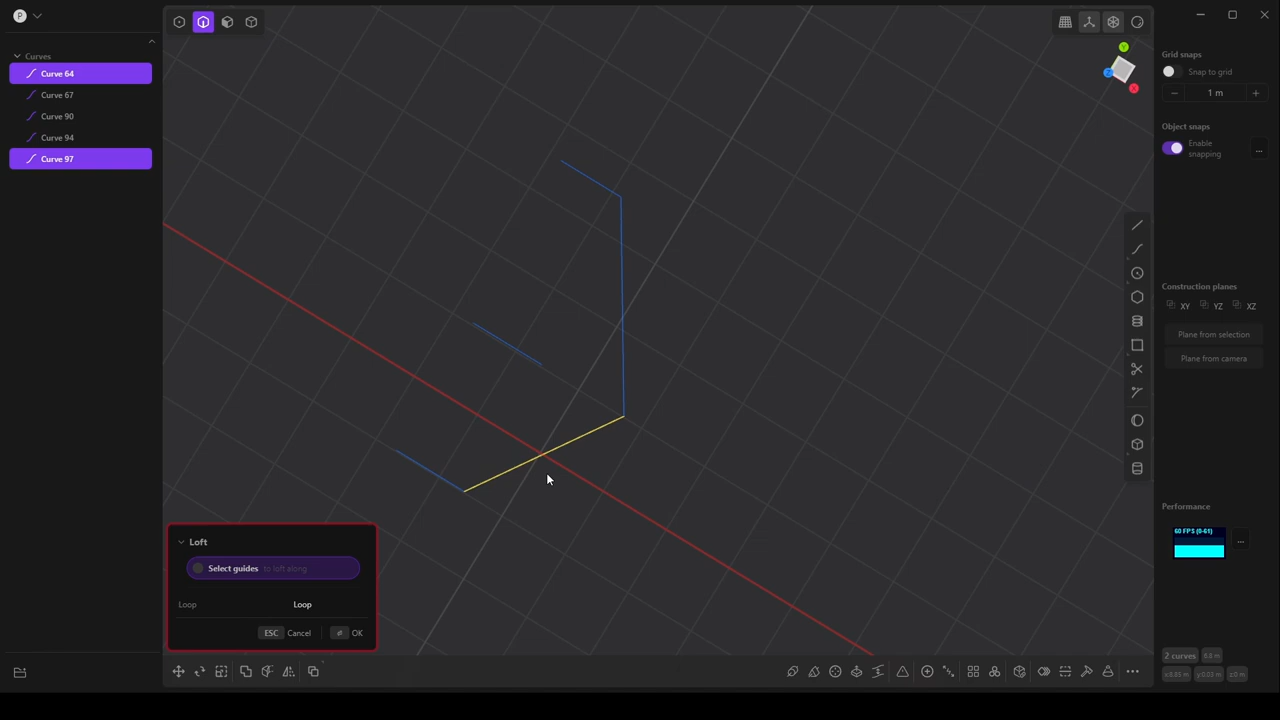 P
Curves
Curve 64
Curve 67
Curve 90
Curve 94
Curve 97
Y
Z
X
Loft
Select guides to loft along
Loop Loop
ESC Cancel OK
Grid snaps
Snap to grid
1 m
Object snaps
Enable
snapping
...
Construction planes
XY YZ XZ
Plane from selection
Plane from camera
Performance
60 FPS (0-61)
...
2 curves